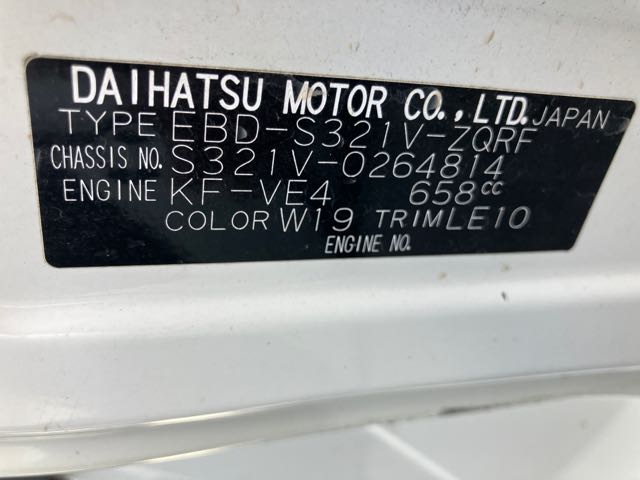 DAIHATSU MOTOR CO., LTD. JAPAN
TYPE EBD-S321V-ZQRF
CHASSIS NO. S321V-0264814
ENGINE KF-VE4 658cc
COLOR W19 TRIM LE10
ENGINE NO.